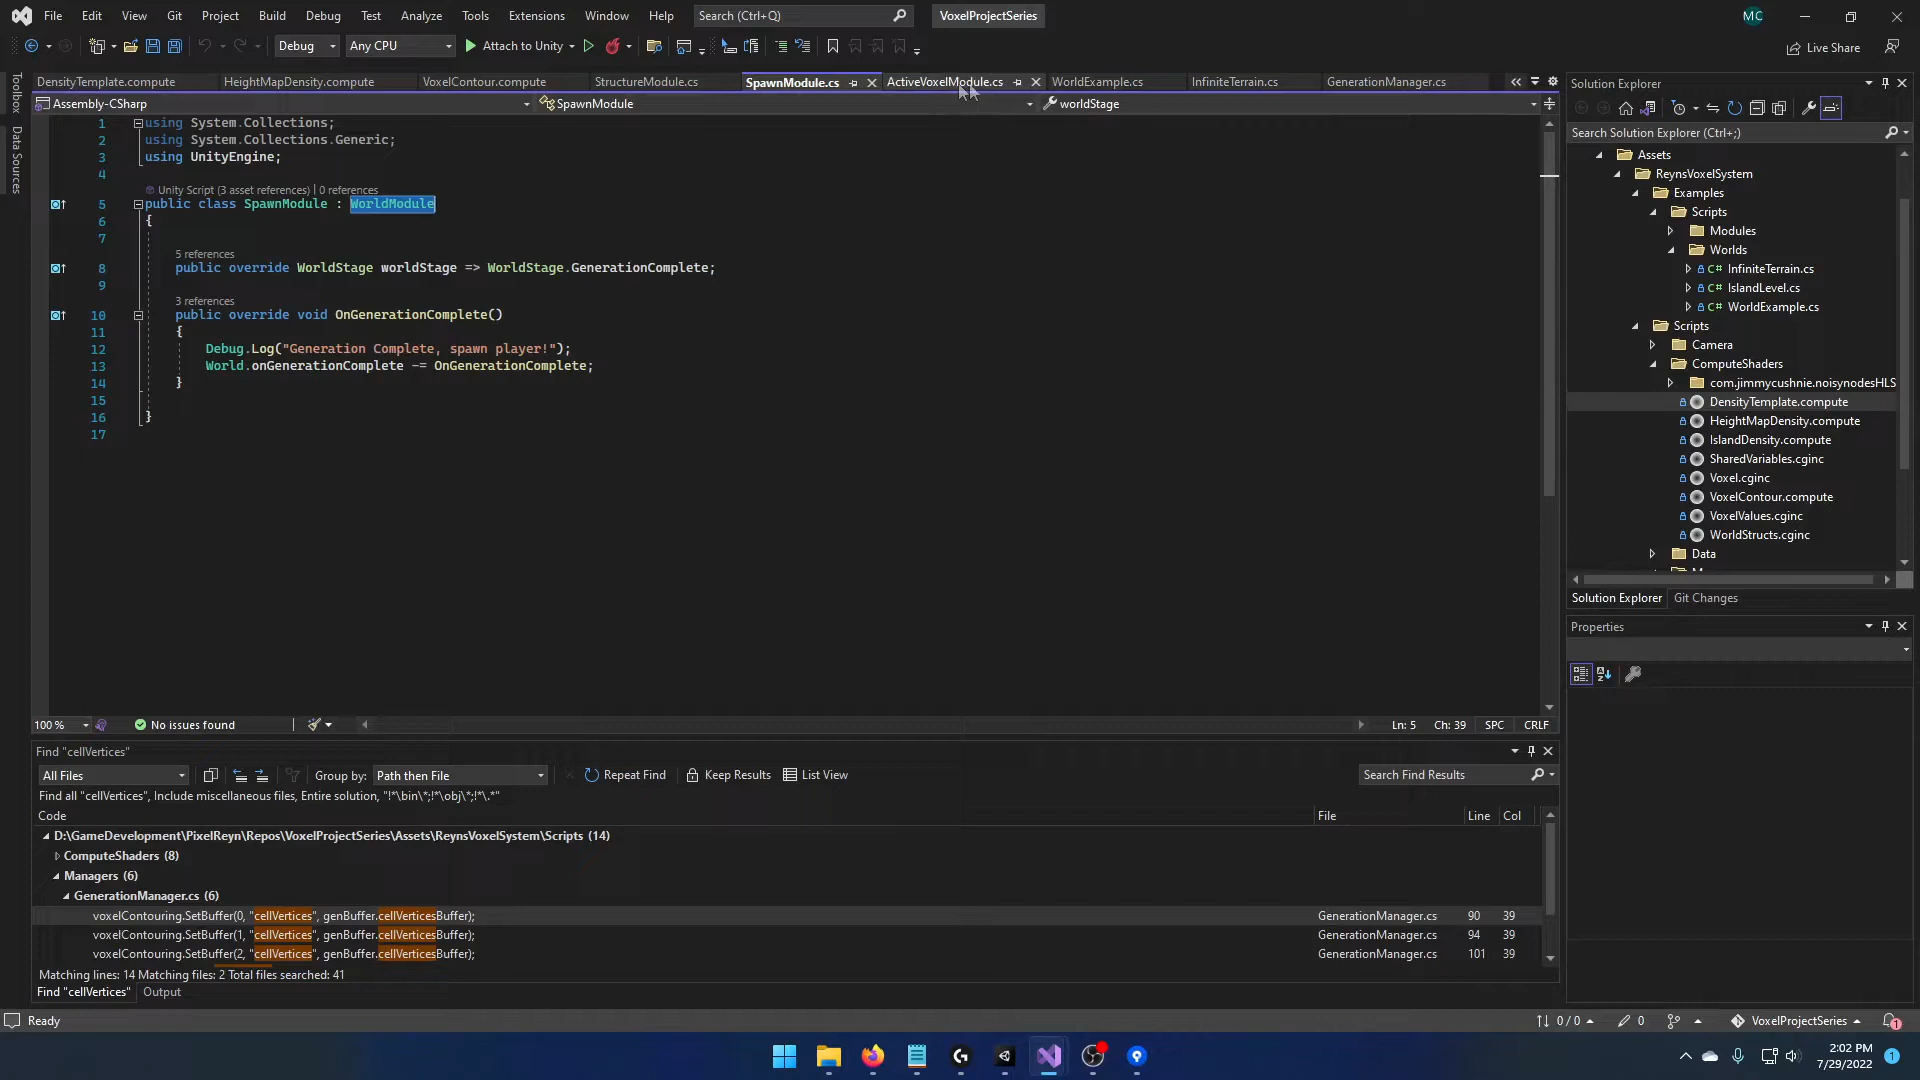 File Edit View Git Project Build Debug Test Analyze Tools Extensions Window Help Search (Ctrl+Q) VoxelProjectSeries MC
Debug Any CPU Attach to Unity Live Share
DensityTemplate.compute HeightMapDensity.compute VoxelContour.compute StructureModule.cs SpawnModule.cs ActiveVoxelModule.cs WorldExample.cs InfiniteTerrain.cs GenerationManager.cs
Assembly-CSharp SpawnModule worldStage
Toolbox
Data Sources
1 using System.Collections;
2 using System.Collections.Generic;
3 using UnityEngine;
4
Unity Script (3 asset references) | 0 references
5 public class SpawnModule : WorldModule
6 {
7
5 references
8 public override WorldStage worldStage => WorldStage.GenerationComplete;
9
3 references
10 public override void OnGenerationComplete()
11 {
12 Debug.Log("Generation Complete, spawn player!");
13 World.onGenerationComplete -= OnGenerationComplete;
14 }
15
16 }
17
100 % No issues found Ln: 5 Ch: 39 SPC CRLF
Find "cellVertices"
All Files Group by: Path then File Repeat Find Keep Results List View Search Find Results
Find all "cellVertices", Include miscellaneous files, Entire solution, "!*\bin\*;!*\obj\*;!*\.*"
Code File Line Col
D:\GameDevelopment\PixelReyn\Repos\VoxelProjectSeries\Assets\ReynsVoxelSystem\Scripts (14)
ComputeShaders (8)
Managers (6)
GenerationManager.cs (6)
voxelContouring.SetBuffer(0, "cellVertices", genBuffer.cellVerticesBuffer); GenerationManager.cs 90 39
voxelContouring.SetBuffer(1, "cellVertices", genBuffer.cellVerticesBuffer); GenerationManager.cs 94 39
voxelContouring.SetBuffer(2, "cellVertices", genBuffer.cellVerticesBuffer); GenerationManager.cs 101 39
Matching lines: 14 Matching files: 2 Total files searched: 41
Find "cellVertices" Output
Solution Explorer
Search Solution Explorer (Ctrl+;)
Assets
ReynsVoxelSystem
Examples
Scripts
Modules
Worlds
C# InfiniteTerrain.cs
C# IslandLevel.cs
C# WorldExample.cs
Scripts
Camera
ComputeShaders
com.jimmycushnie.noisynodesHLS
DensityTemplate.compute
HeightMapDensity.compute
IslandDensity.compute
SharedVariables.cginc
Voxel.cginc
VoxelContour.compute
VoxelValues.cginc
WorldStructs.cginc
Data
Solution Explorer Git Changes
Properties
Ready 0 / 0 0 VoxelProjectSeries 1
2:02 PM
7/29/2022 1